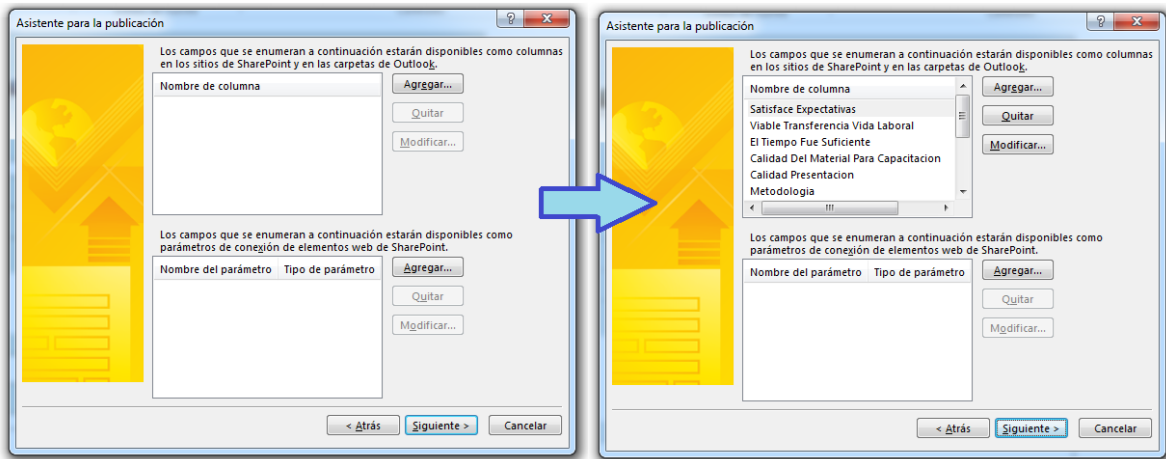 Asistente para la publicación
Los campos que se enumeran a continuación estarán disponibles como columnas
en los sitios de SharePoint y en las carpetas de Outlook.
Nombre de columna
Agregar...
Quitar
Modificar...
Los campos que se enumeran a continuación estarán disponibles como
parámetros de conexión de elementos web de SharePoint.
Nombre del parámetro Tipo de parámetro
Agregar...
Quitar
Modificar...
< Atrás Siguiente > Cancelar
Asistente para la publicación
Los campos que se enumeran a continuación estarán disponibles como columnas
en los sitios de SharePoint y en las carpetas de Outlook.
Nombre de columna
Agregar...
Satisface Expectativas
Quitar
Viable Transferencia Vida Laboral
El Tiempo Fue Suficiente
Modificar...
Calidad Del Material Para Capacitacion
Calidad Presentacion
Metodologia
Los campos que se enumeran a continuación estarán disponibles como
parámetros de conexión de elementos web de SharePoint.
Nombre del parámetro Tipo de parámetro
Agregar...
Quitar
Modificar...
< Atrás Siguiente > Cancelar